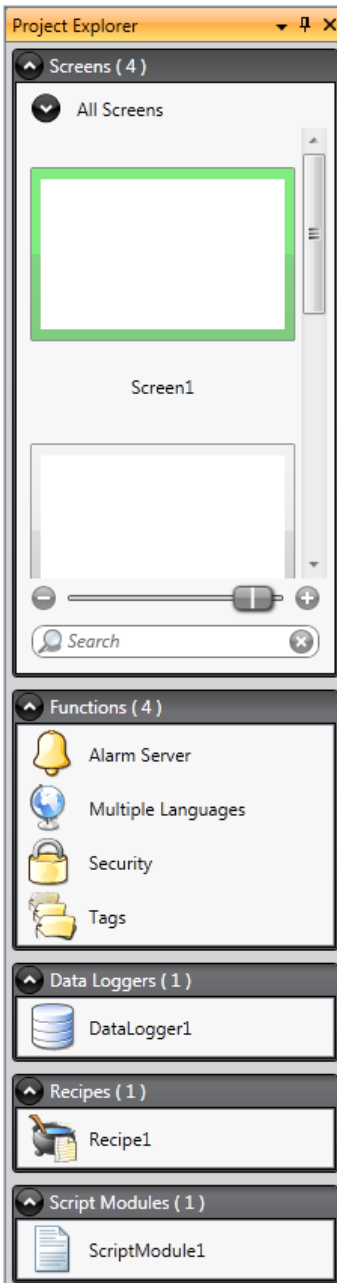 Project Explorer
Screens ( 4 )
All Screens
Screen1
Search
Functions ( 4 )
Alarm Server
Multiple Languages
Security
Tags
Data Loggers ( 1 )
DataLogger1
Recipes ( 1 )
Recipe1
Script Modules ( 1 )
ScriptModule1